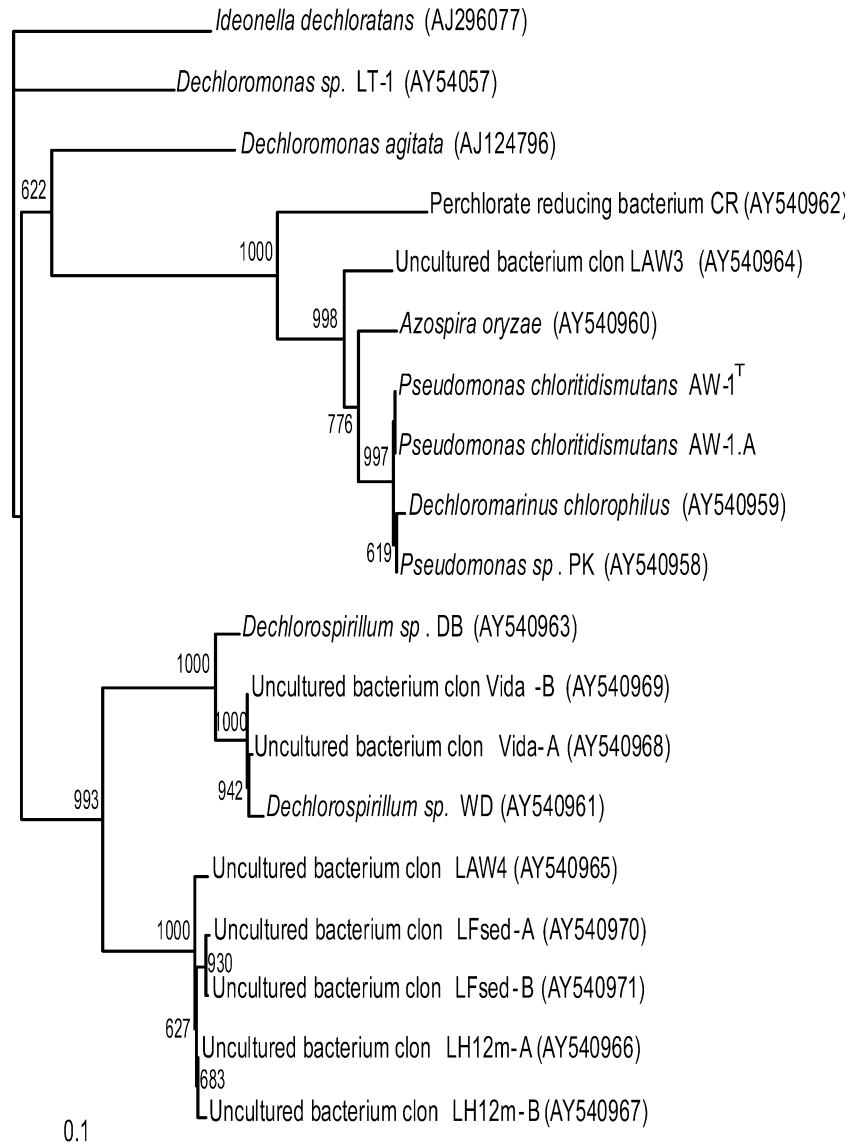 Ideonella dechloratans (AJ296077)
Dechloromonas sp. LT-1 (AY54057)
Dechloromonas agitata (AJ124796)
622
Perchlorate reducing bacterium CR (AY540962)
1000
Uncultured bacterium clon LAW3 (AY540964)
998
Azospira oryzae (AY540960)
Pseudomonas chloritidismutans AW-1T
776
Pseudomonas chloritidismutans AW-1.A
997
Dechloromarinus chlorophilus (AY540959)
619
Pseudomonas sp. PK (AY540958)
Dechlorospirillum sp. DB (AY540963)
1000
Uncultured bacterium clon Vida -B (AY540969)
1000
Uncultured bacterium clon Vida-A (AY540968)
942
Dechlorospirillum sp. WD (AY540961)
993
Uncultured bacterium clon LAW4 (AY540965)
1000
Uncultured bacterium clon LFsed-A (AY540970)
930
Uncultured bacterium clon LFsed-B (AY540971)
627
Uncultured bacterium clon LH12m-A (AY540966)
683
Uncultured bacterium clon LH12m-B (AY540967)
0.1